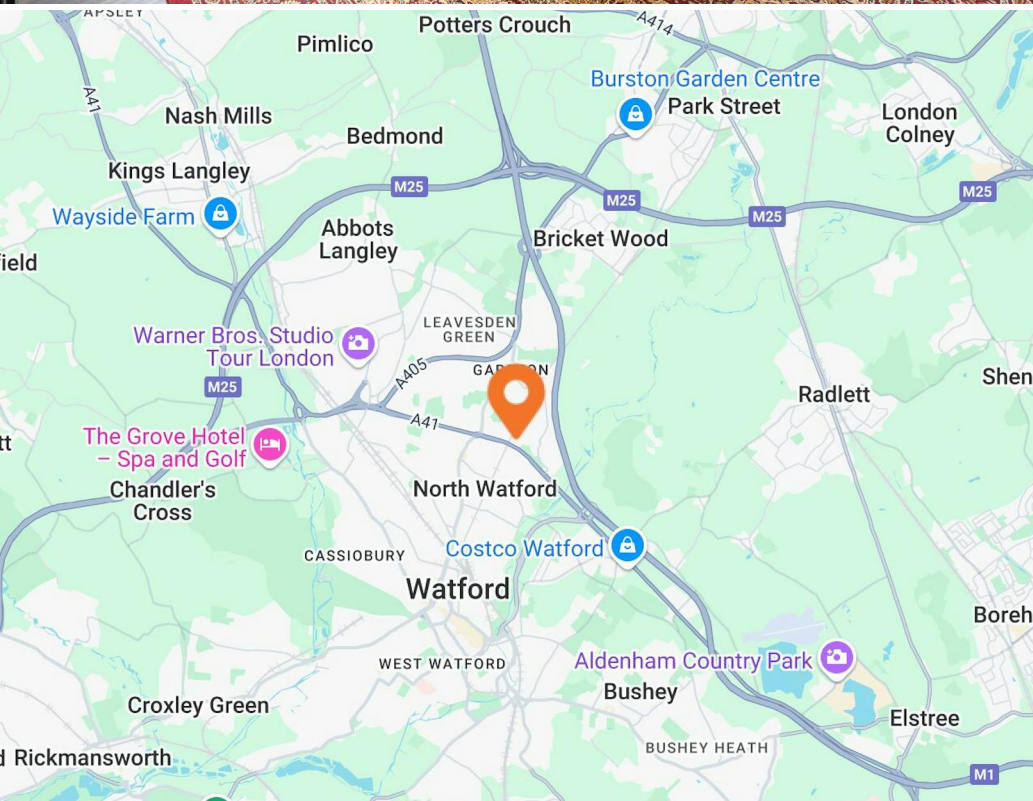 APSLEY
Potters Crouch
A414
Pimlico
Burston Garden Centre
A41
Park Street
Nash Mills
London
Colney
Bedmond
Kings Langley
M25
M25
M25
M25
Wayside Farm
Abbots
Langley
Bricket Wood
ield
LEAVESDEN
GREEN
Warner Bros. Studio
Tour London
A405
M25
Radlett
Shen
A41
The Grove Hotel
– Spa and Golf
tt
Chandler's
Cross
North Watford
CASSIOBURY
Costco Watford
Watford
Boreh
WEST WATFORD
Aldenham Country Park
Bushey
Croxley Green
Elstree
BUSHEY HEATH
d Rickmansworth
M1